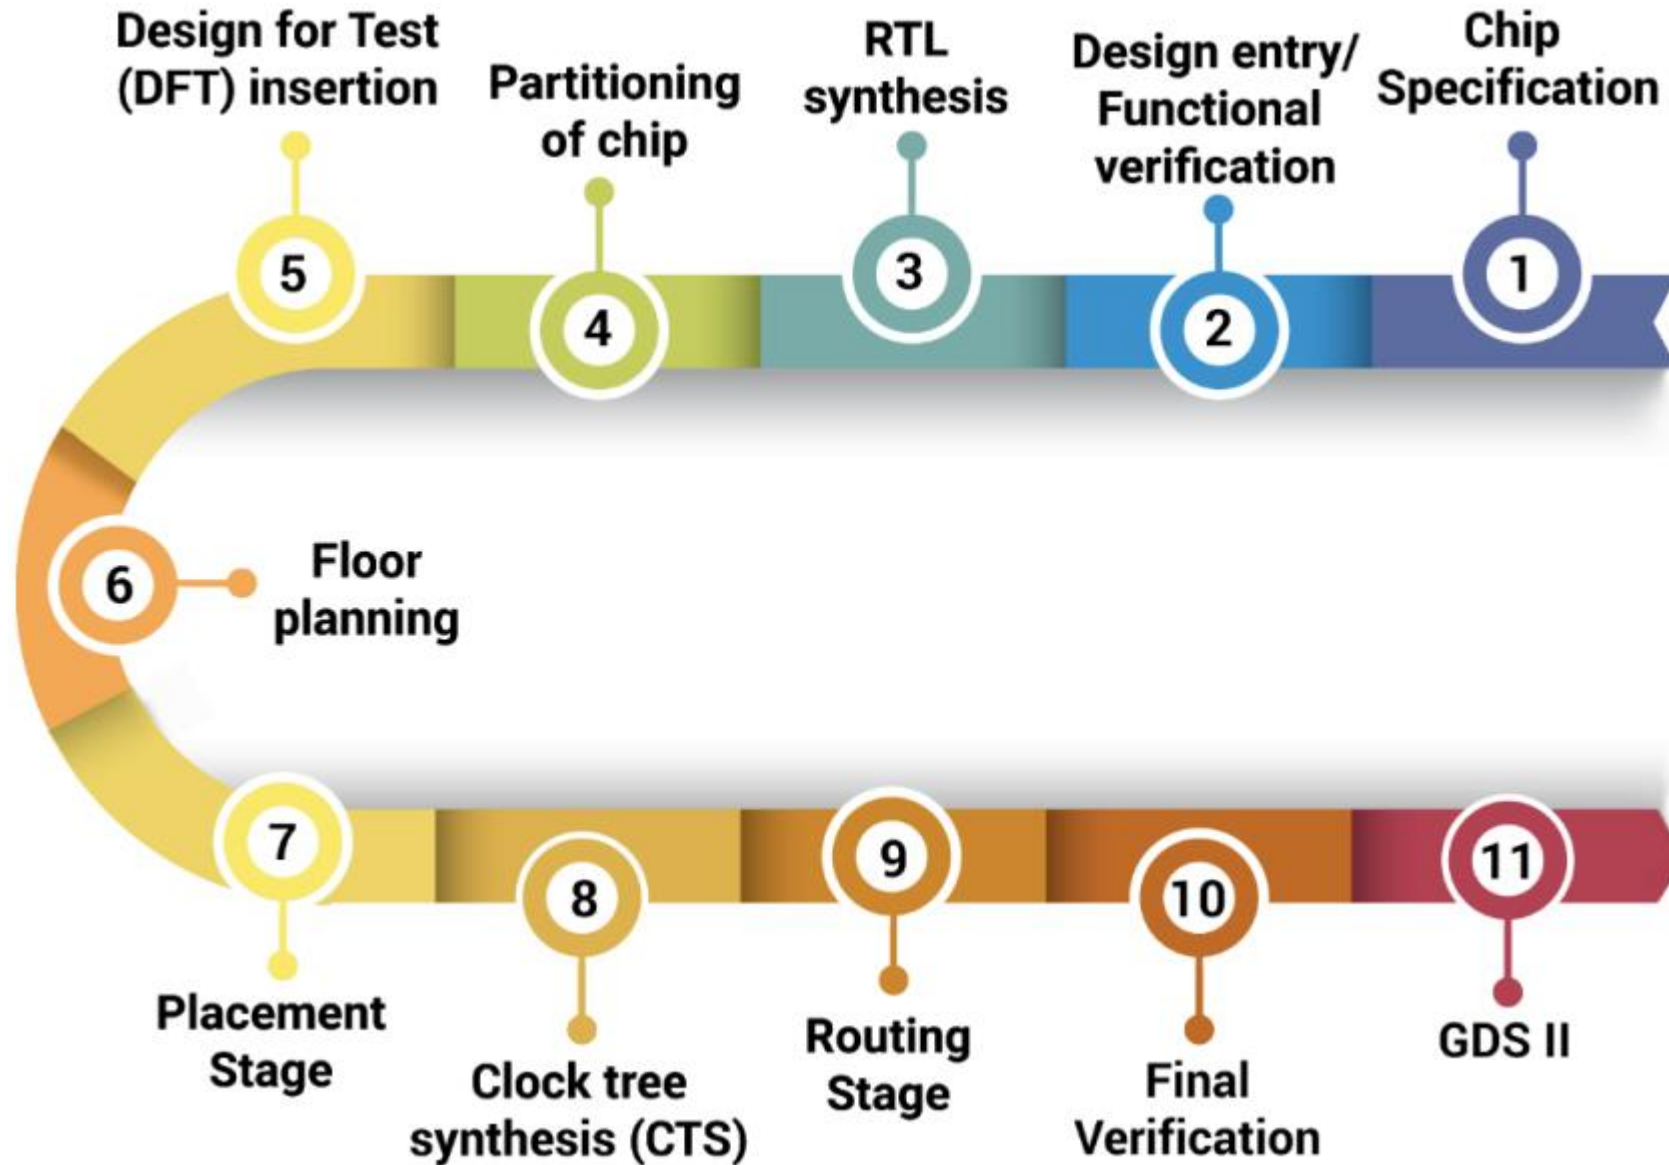 Chip
Specification
1
Design entry/
Functional
verification
2
RTL
synthesis
3
Partitioning
of chip
4
Design for Test
(DFT) insertion
5
6
Floor
planning
7
Placement
Stage
8
Clock tree
synthesis (CTS)
9
Routing
Stage
10
Final
Verification
11
GDS II